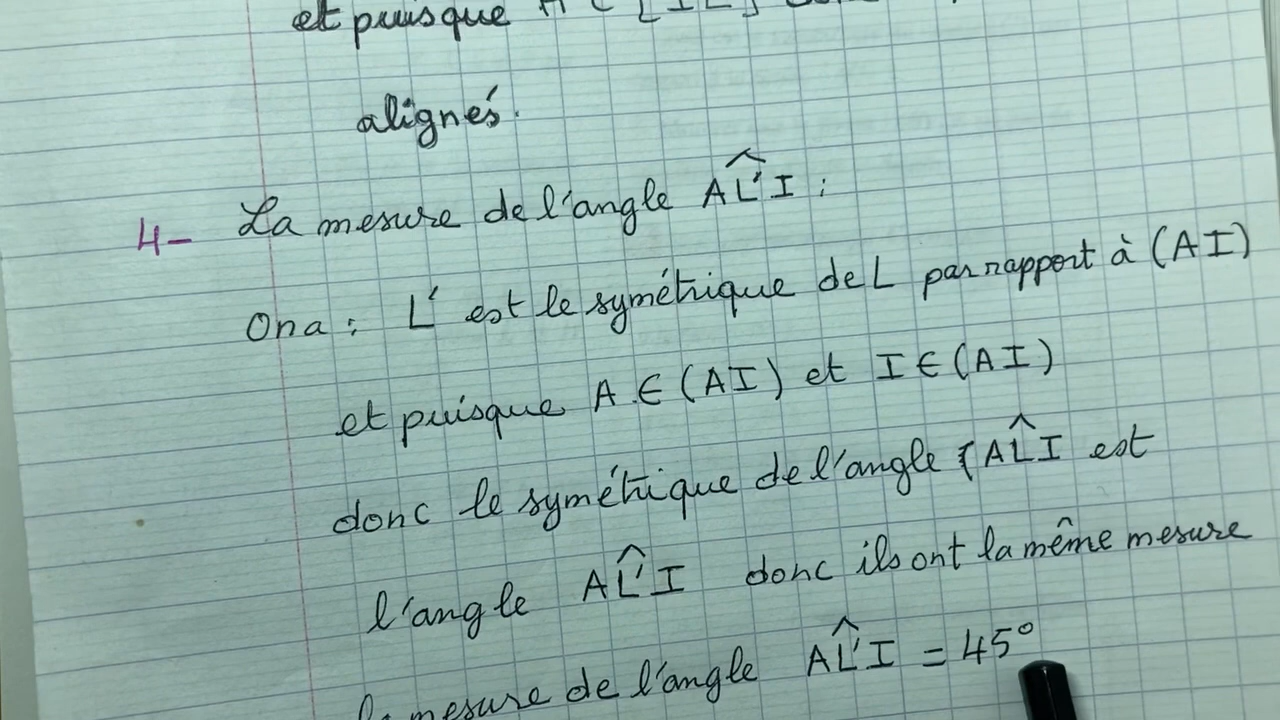 et puisque
alignés.
4- La mesure de l'angle AL̂'I :
On a : L' est le symétrique de L par rapport à (AI)
et puisque A ∈ (AI) et I ∈ (AI)
donc le symétrique de l'angle AL̂I est
l'angle AL̂'I donc ils ont la même mesure
la mesure de l'angle AL̂'I = 45°